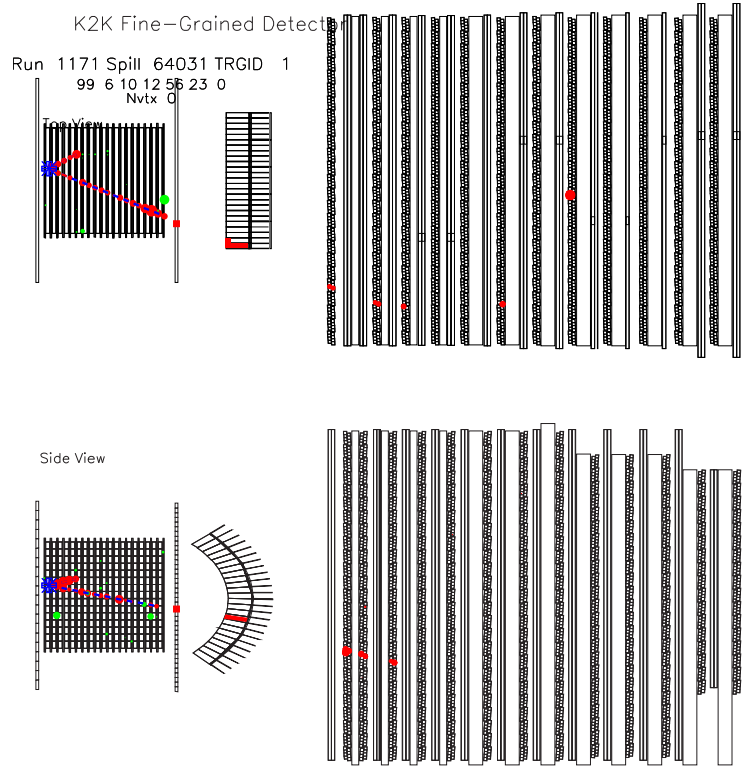 K2K Fine-Grained Detector
Run 1171 Spill 64031 TRGID 1
99 6 10 12 56 23 0
Nvtx 0
Top View
Side View